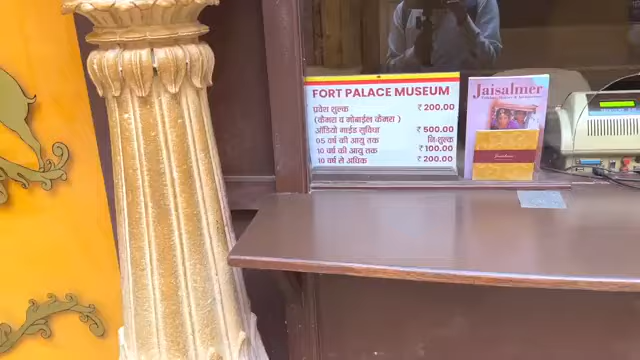 FORT PALACE MUSEUM
प्रवेश शुल्क ₹ 200.00
(कैमरा व मोबाईल कैमरा )
ऑडियो गाईड सुविधा ₹ 500.00
05 वर्ष की आयु तक निःशुल्क
10 वर्ष की आयु तक ₹ 100.00
10 वर्ष से अधिक ₹ 200.00
Jaisalmer